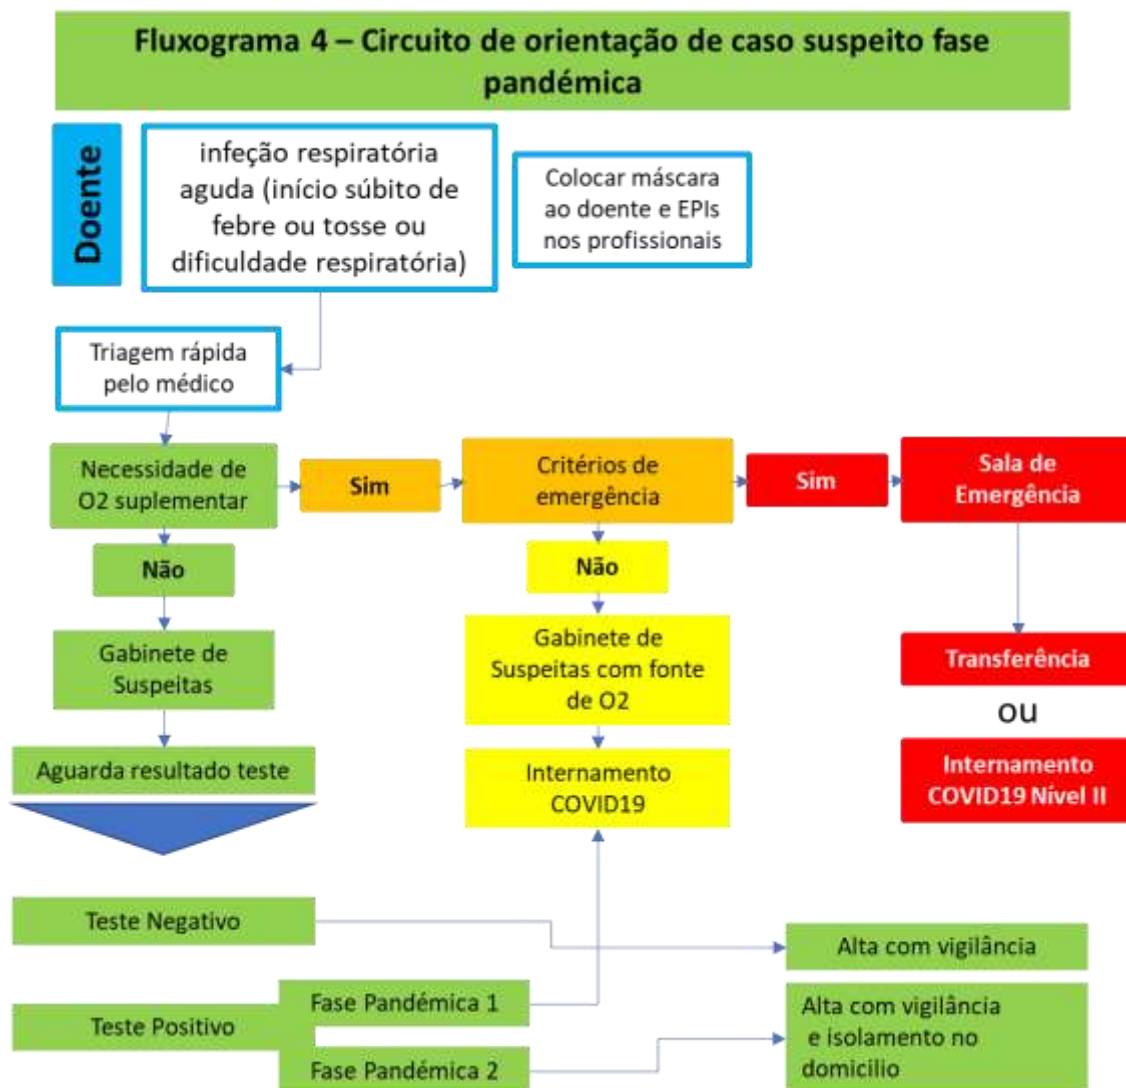 Fluxograma 4 – Circuito de orientação de caso suspeito fase
pandémica
Doente
infeção respiratória
aguda (início súbito de
febre ou tosse ou
dificuldade respiratória)
Colocar máscara
ao doente e EPIs
nos profissionais
Triagem rápida
pelo médico
Necessidade de
O2 suplementar
Sim
Critérios de
emergência
Sim
Sala de
Emergência
Não
Não
Gabinete de
Suspeitas
Gabinete de
Suspeitas com fonte
de O2
Transferência
ou
Aguarda resultado teste
Internamento
COVID19
Internamento
COVID19 Nível II
Teste Negativo
Alta com vigilância
Teste Positivo
Fase Pandémica 1
Fase Pandémica 2
Alta com vigilância
e isolamento no
domicilio